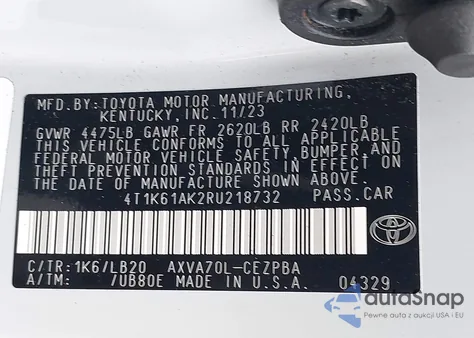 MFD. BY: TOYOTA MOTOR MANUFACTURING,
KENTUCKY, INC. 11/23
GVWR 4475LB GAWR FR 2620LB RR 2420LB
THIS VEHICLE CONFORMS TO ALL APPLICABLE
FEDERAL MOTOR VEHICLE SAFETY, BUMPER, AND
THEFT PREVENTION STANDARDS IN EFFECT ON THE
DATE OF MANUFACTURE SHOWN ABOVE.
4T1K61AK2RU218732 PASS.CAR
C/TR: 1K6/LB20 AXVA70L-CEZPBA
A/TM: /UB80E MADE IN U.S.A. 04329
autoSnap
Pewne auta z aukcji USA i EU